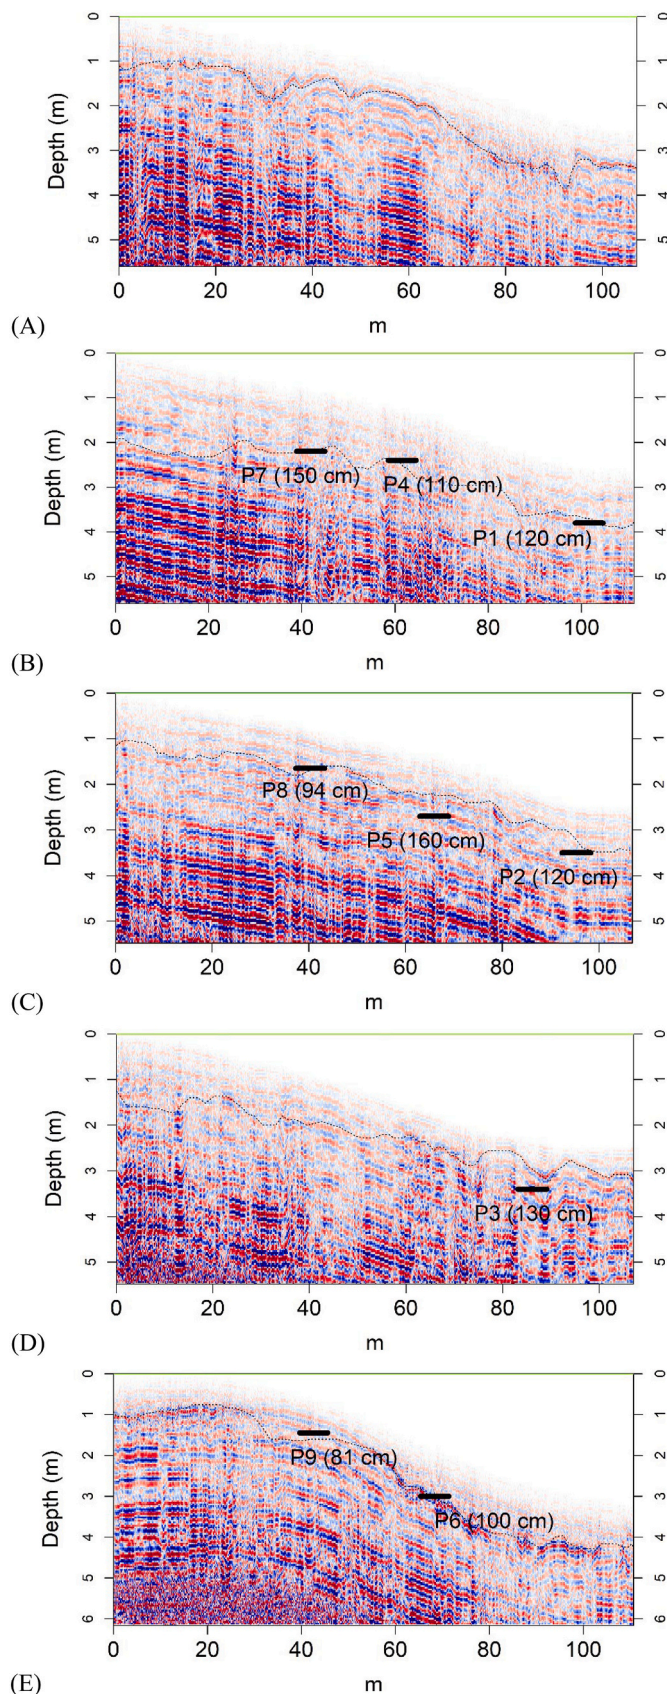 0 0
1 1
Depth (m) 2 2
3 3
4 4
5 5
0 20 40 60 80 100
(A) m
0 0
1 1
Depth (m) 2 2
P7 (150 cm) P4 (110 cm)
3 3
P1 (120 cm)
4 4
5 5
0 20 40 60 80 100
(B) m
0 0
1 1
Depth (m) 2 2
P8 (94 cm)
3 3
P5 (160 cm)
4 4
P2 (120 cm)
5 5
0 20 40 60 80 100
(C) m
0 0
1 1
Depth (m) 2 2
3 3
4 4
P3 (130 cm)
5 5
0 20 40 60 80 100
(D) m
0 0
1 1
Depth (m) 2 2
P9 (81 cm)
3 3
P6 (100 cm)
4 4
5 5
6 6
0 20 40 60 80 100
(E) m